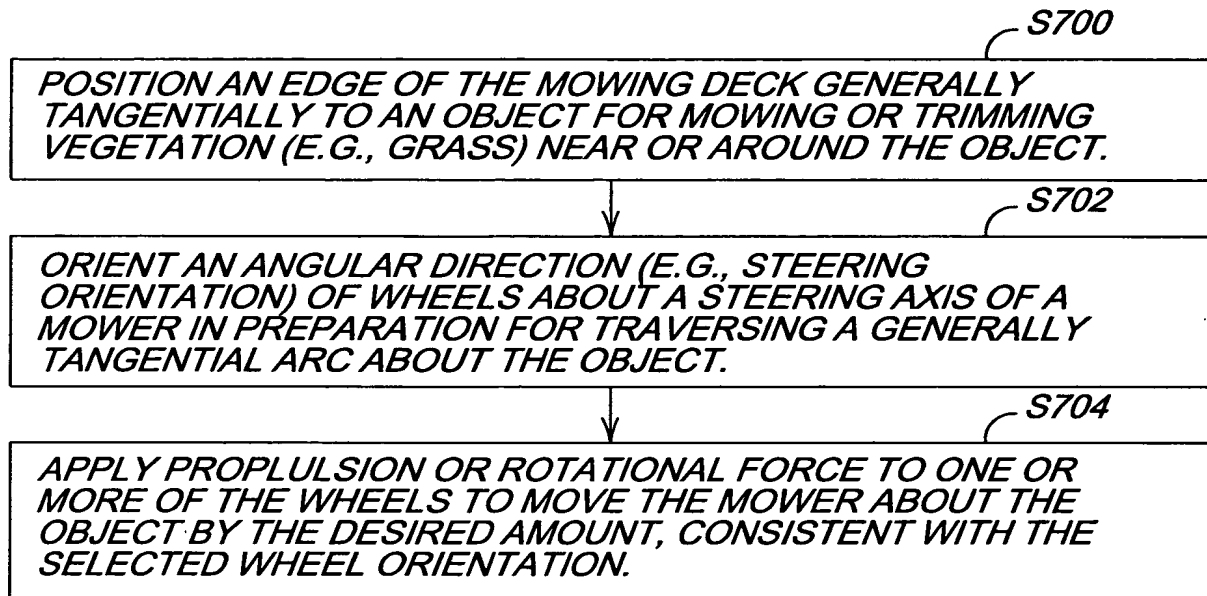 S700
POSITION AN EDGE OF THE MOWING DECK GENERALLY
TANGENTIALLY TO AN OBJECT FOR MOWING OR TRIMMING
VEGETATION (E.G., GRASS) NEAR OR AROUND THE OBJECT.
S702
ORIENT AN ANGULAR DIRECTION (E.G., STEERING
ORIENTATION) OF WHEELS ABOUT A STEERING AXIS OF A
MOWER IN PREPARATION FOR TRAVERSING A GENERALLY
TANGENTIAL ARC ABOUT THE OBJECT.
S704
APPLY PROPLULSION OR ROTATIONAL FORCE TO ONE OR
MORE OF THE WHEELS TO MOVE THE MOWER ABOUT THE
OBJECT BY THE DESIRED AMOUNT, CONSISTENT WITH THE
SELECTED WHEEL ORIENTATION.